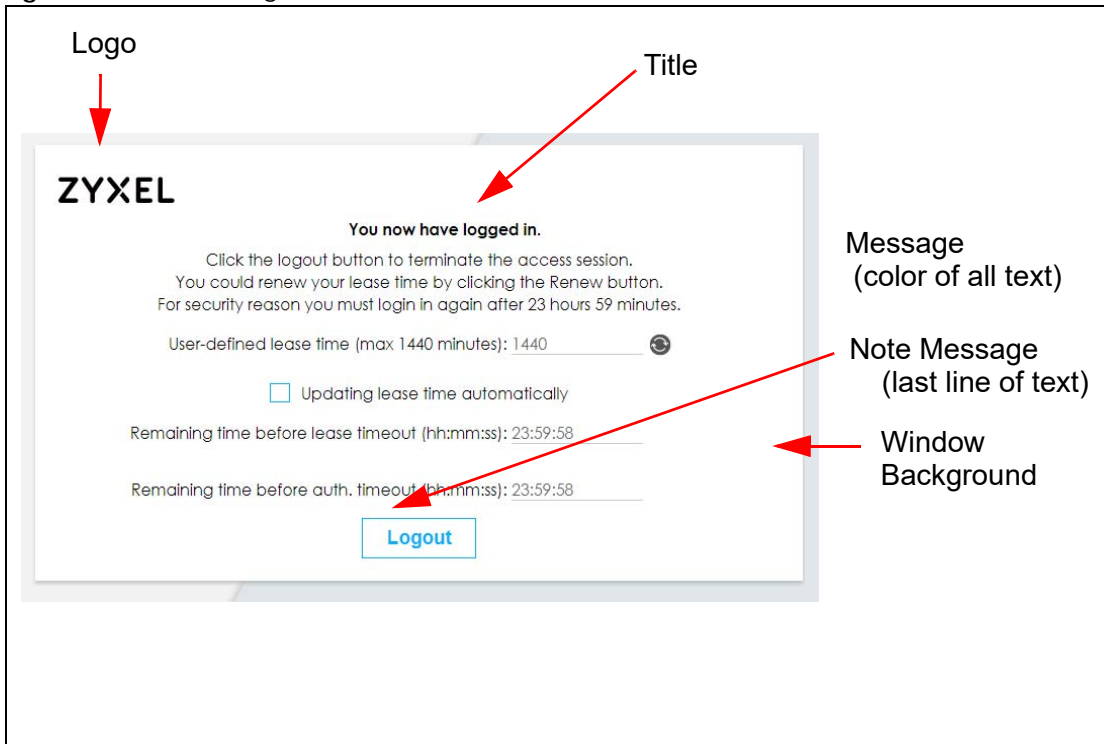 Logo
Title
ZYXEL
You now have logged in.
Click the logout button to terminate the access session.
You could renew your lease time by clicking the Renew button.
For security reason you must login in again after 23 hours 59 minutes.
Message
(color of all text)
User-defined lease time (max 1440 minutes): 1440
Note Message
(last line of text)
Updating lease time automatically
Remaining time before lease timeout (hh:mm:ss): 23:59:58
Window
Background
Remaining time before auth. timeout (hh:mm:ss): 23:59:58
Logout